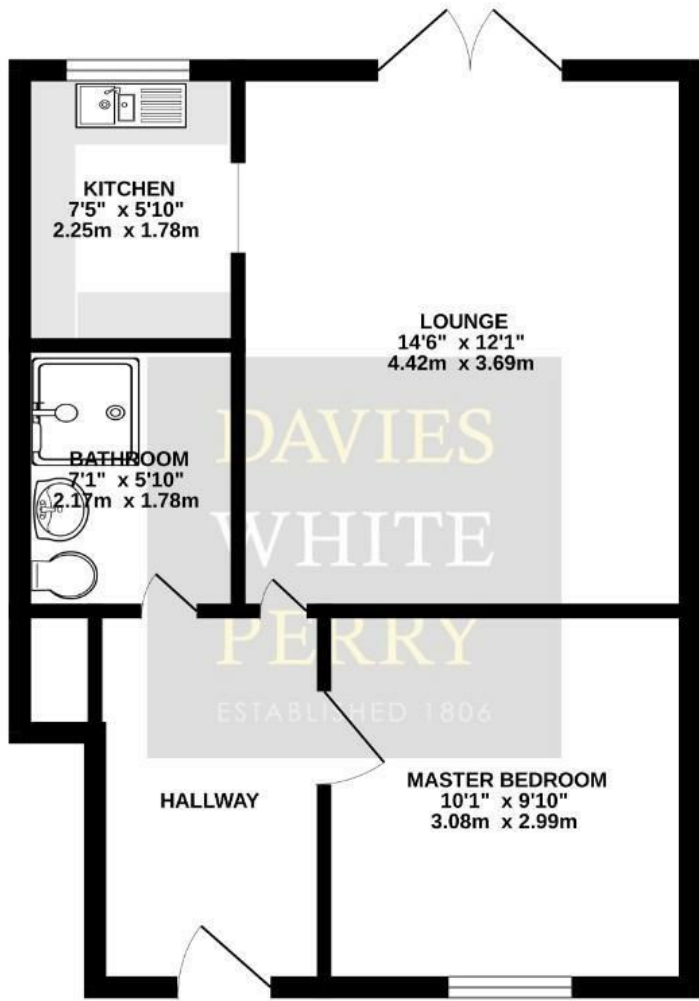 KITCHEN
7'5" x 5'10"
2.25m x 1.78m
LOUNGE
14'6" x 12'1"
4.42m x 3.69m
DAVIES
WHITE
PERRY
ESTABLISHED 1806
BATHROOM
7'1" x 5'10"
2.17m x 1.78m
HALLWAY
MASTER BEDROOM
10'1" x 9'10"
3.08m x 2.99m